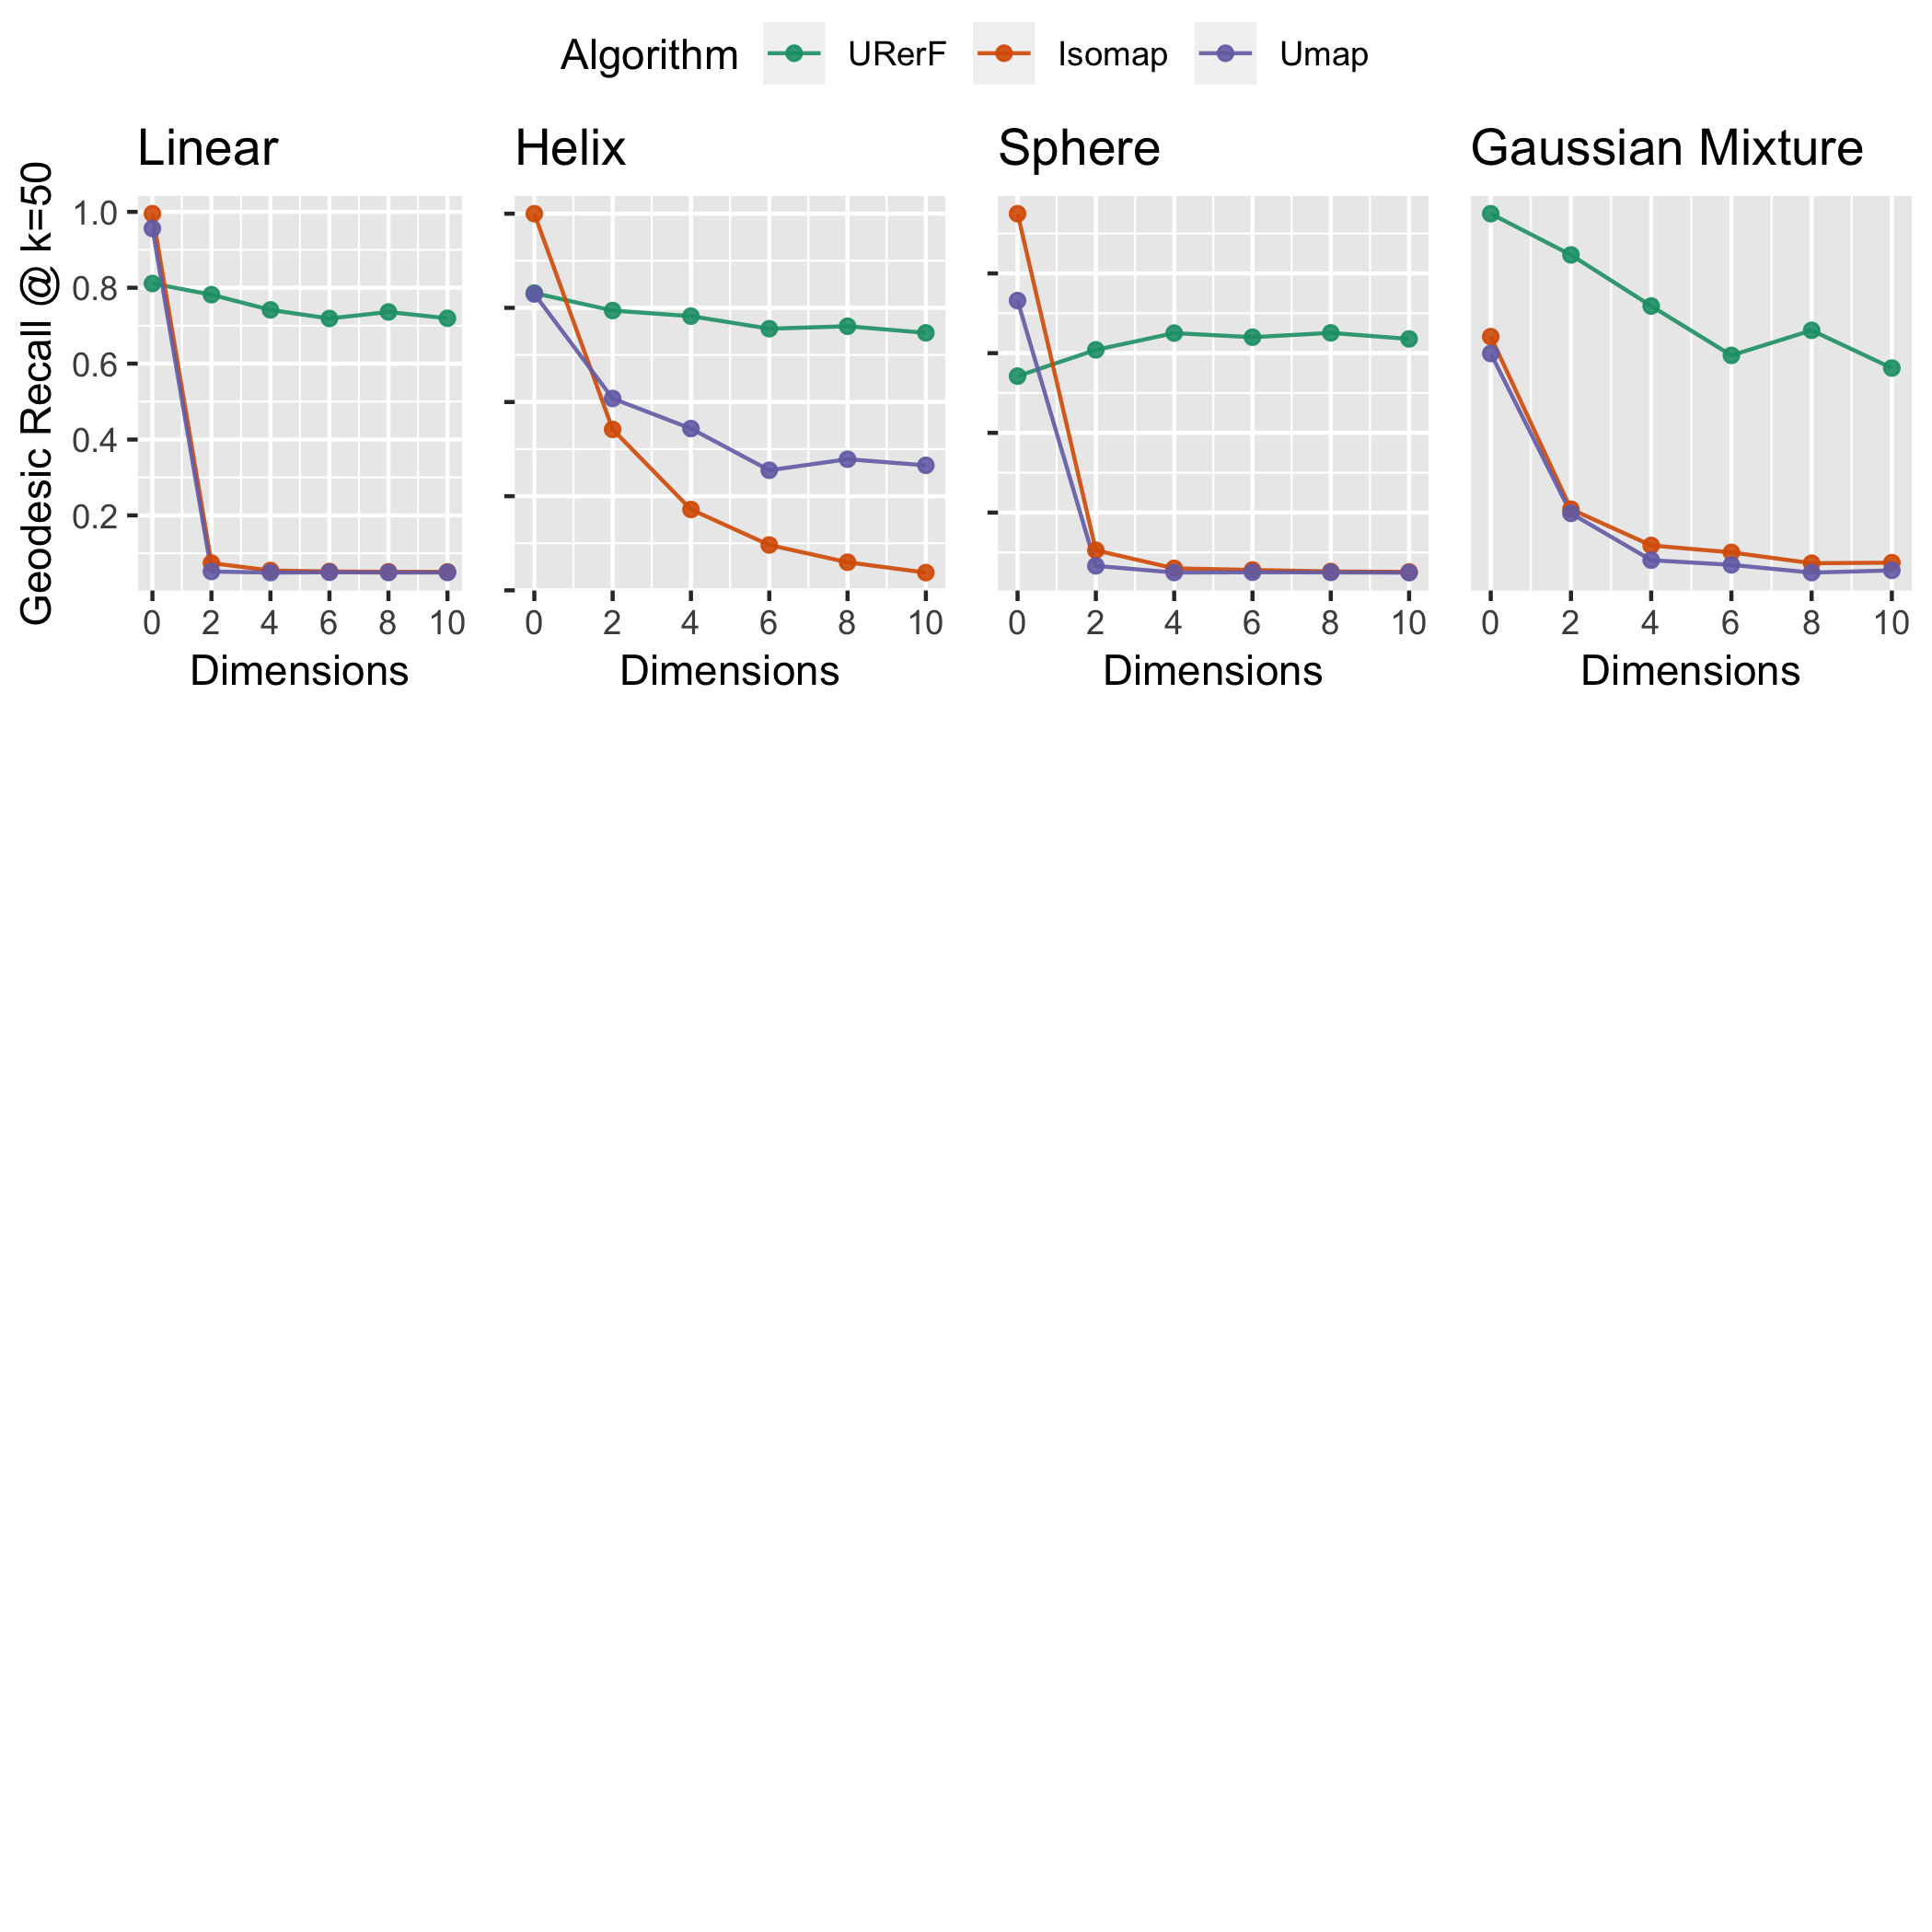 Algorithm URerF Isomap Umap
Linear Helix Sphere Gaussian Mixture
Geodesic Recall @ k=50
1.0
0.8
0.6
0.4
0.2
0 2 4 6 8 10 0 2 4 6 8 10 0 2 4 6 8 10 0 2 4 6 8 10
Dimensions Dimensions Dimensions Dimensions